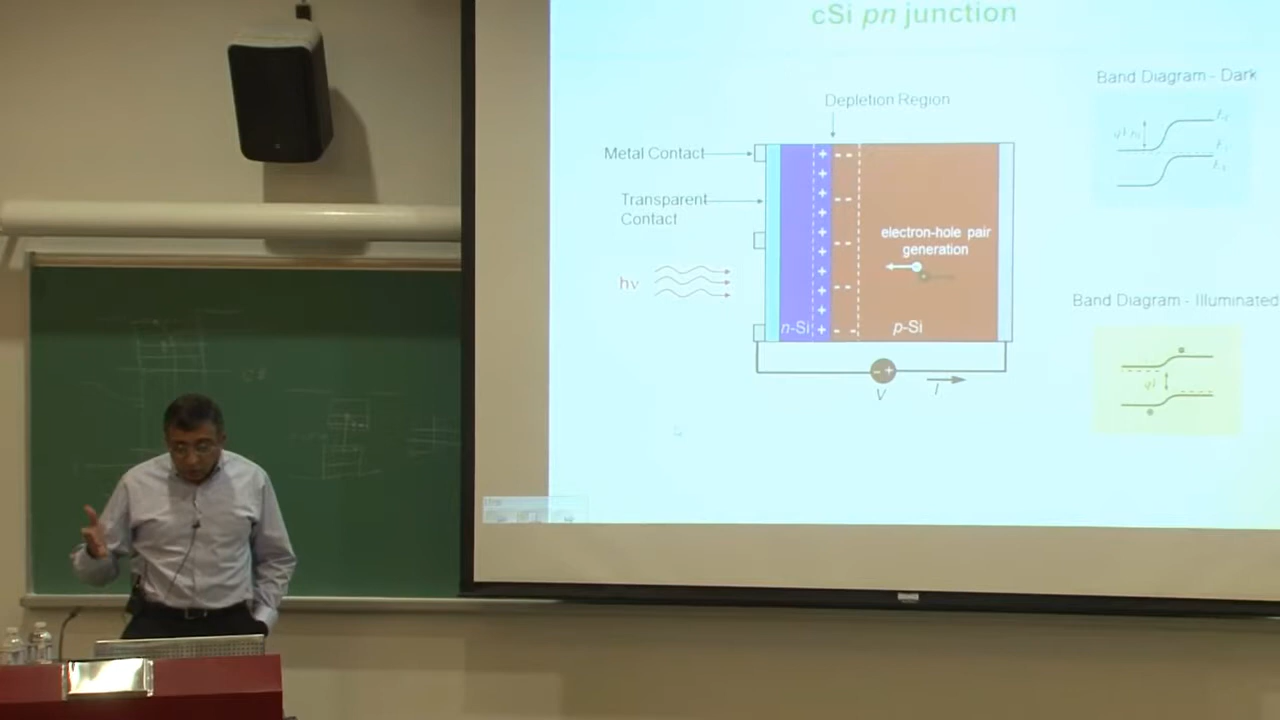 cSi pn junction
Band Diagram - Dark
Depletion Region
Metal Contact
Transparent
Contact
electron-hole pair
generation
hν
n-Si
p-Si
- +
V
I
Band Diagram - Illuminated